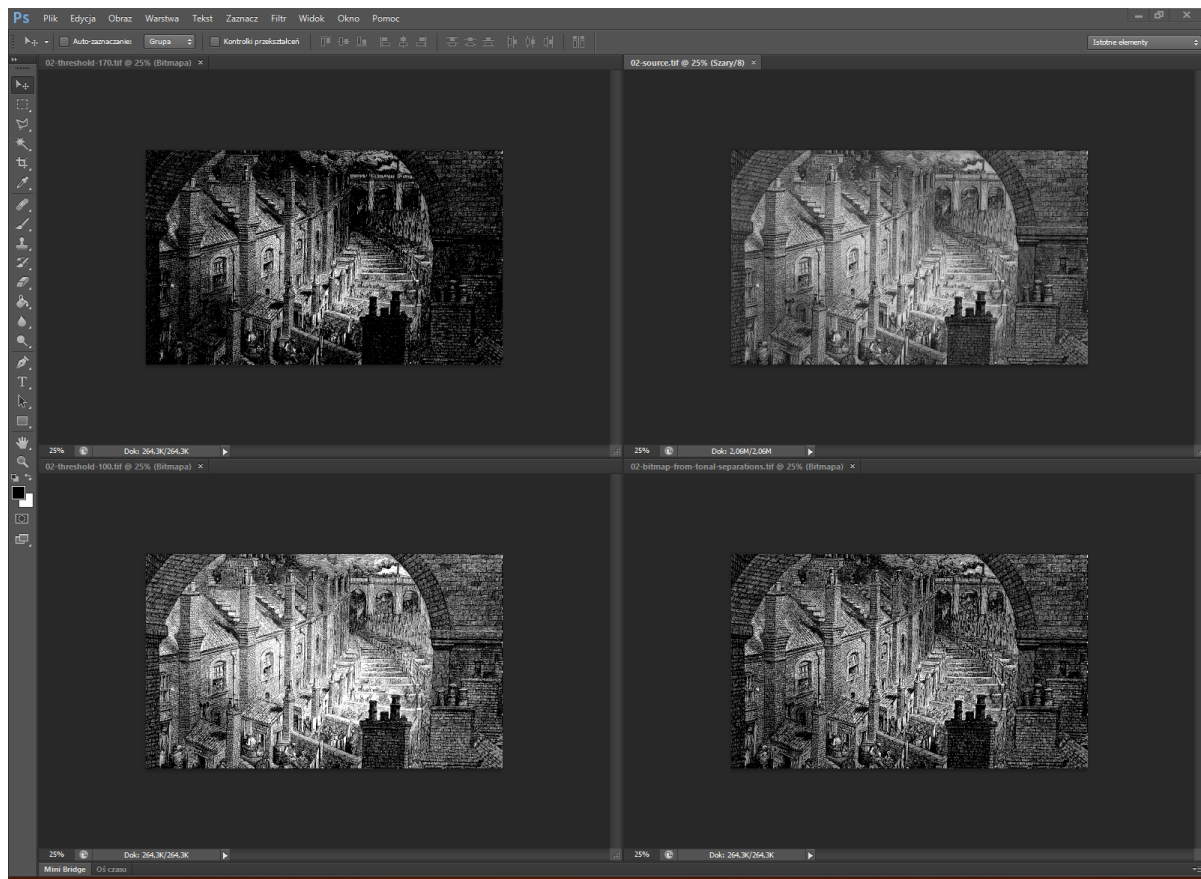 Ps Plik Edycja Obraz Warstwa Tekst Zaznacz Filtr Widok Okno Pomoc
Auto-zaznaczanie: Grupa Kontrolki przekształceń Istotne elementy
02-threshold-170.tif @ 25% (Bitmapa) ×
02-source.tif @ 25% (Szary/8) ×
25% Dok: 264,3K/264,3K
25% Dok: 2,06M/2,06M
02-threshold-100.tif @ 25% (Bitmapa) ×
02-bitmap-from-tonal-separations.tif @ 25% (Bitmapa) ×
25% Dok: 264,3K/264,3K
25% Dok: 264,3K/264,3K
Mini Bridge Oś czasu